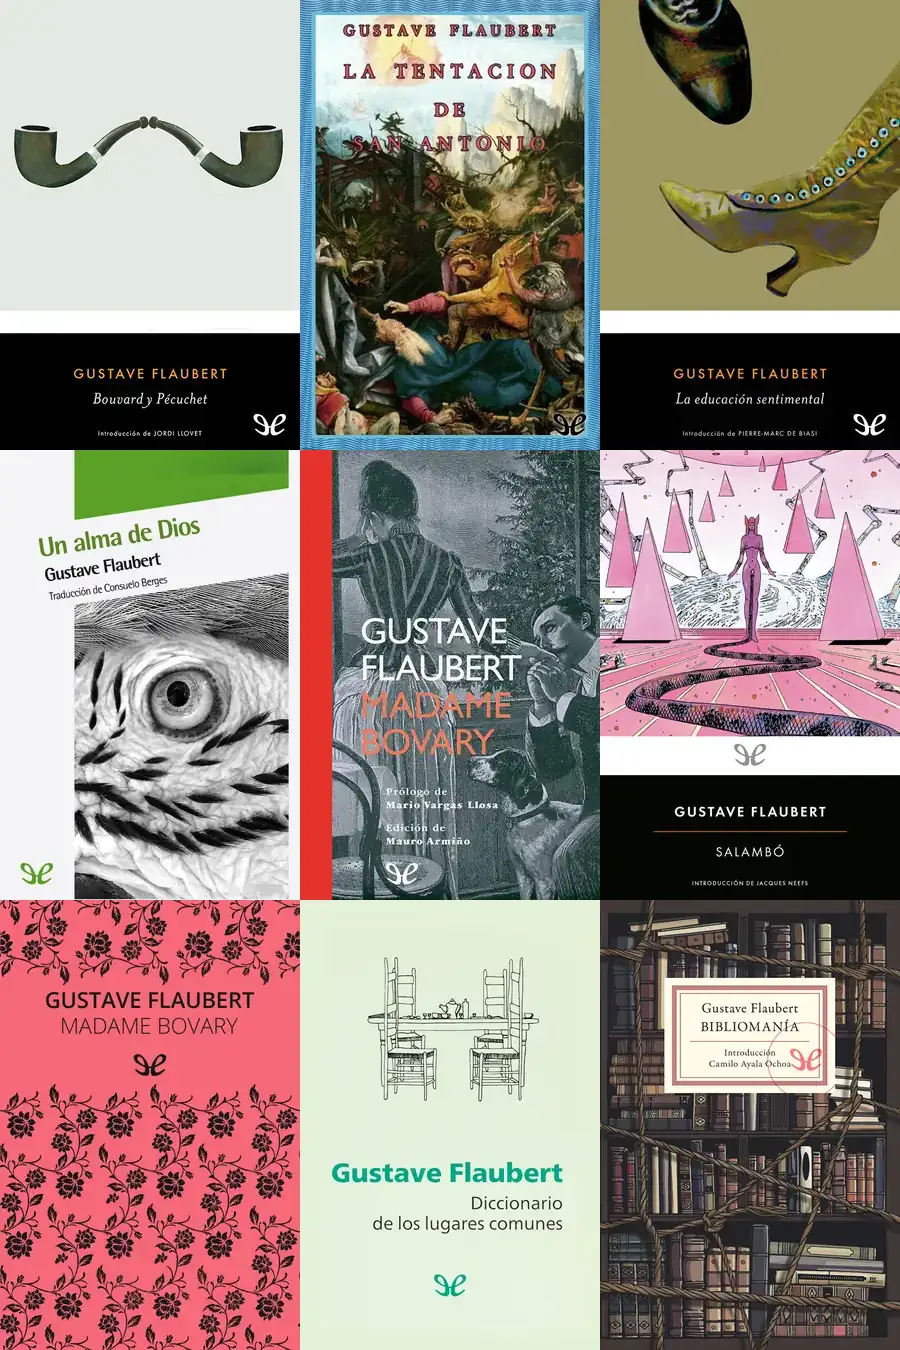 GUSTAVE FLAUBERT
Bouvard y Pécuchet
Introducción de JORDI LLOVET
GUSTAVE FLAUBERT
LA TENTACION
DE
SAN ANTONIO
GUSTAVE FLAUBERT
La educación sentimental
Introducción de PIERRE-MARC DE BIASI
Un alma de Dios
Gustave Flaubert
Traducción de Consuelo Berges
GUSTAVE
FLAUBERT
MADAME
BOVARY
Prólogo de
Mario Vargas Llosa
Edición de
Mauro Armiño
GUSTAVE FLAUBERT
SALAMBÓ
INTRODUCCIÓN DE JACQUES NEEFS
GUSTAVE FLAUBERT
MADAME BOVARY
Gustave Flaubert
Diccionario
de los lugares comunes
Gustave Flaubert
BIBLIOMANÍA
Introducción
Camilo Ayala Ochoa